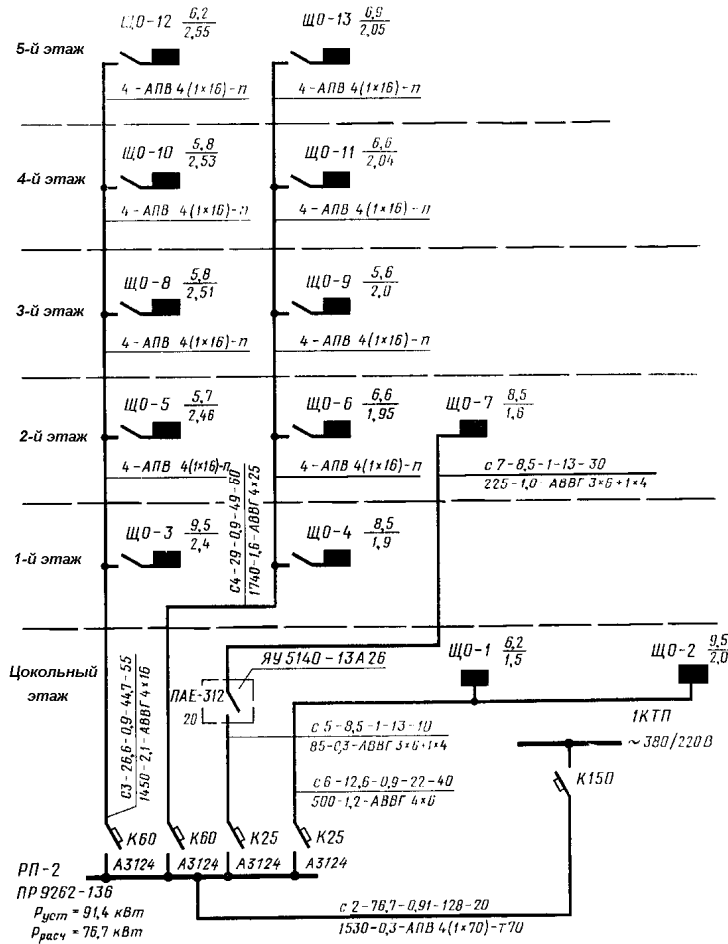 5-й этаж
ЩО-12 6,2/2,55
ЩО-13 6,9/2,05
4-АПВ 4(1×16)-п
4-АПВ 4(1×16)-п
4-й этаж
ЩО-10 5,8/2,53
ЩО-11 6,6/2,04
4-АПВ 4(1×16)-п
4-АПВ 4(1×16)-п
3-й этаж
ЩО-8 5,8/2,51
ЩО-9 5,6/2,0
4-АПВ 4(1×16)-п
4-АПВ 4(1×16)-п
2-й этаж
ЩО-5 5,7/2,46
ЩО-6 6,6/1,95
ЩО-7 8,5/1,6
4-АПВ 4(1×16)-п
4-АПВ 4(1×16)-п
с7-8,5-1-13-30
225-1,0-АВВГ 3×6+1×4
С4-29-0,9-49-60
1740-1,6-АВВГ 4×25
1-й этаж
ЩО-3 9,5/2,4
ЩО-4 8,5/1,9
Цокольный
этаж
ЯУ5140-13А26
ЩО-1 6,2/1,5
ЩО-2 9,5/2,0
ПАЕ-312
20
С3-26,6-0,9-44,7-55
1450-2,1-АВВГ 4×16
с5-8,5-1-13-10
85-0,3-АВВГ 3×6+1×4
1КТП
~380/220В
с6-12,6-0,9-22-40
500-1,2-АВВГ 4×6
К150
К60
К60
К25
К25
А3124
А3124
А3124
А3124
РП-2
ПР9262-136
Руст = 91,4 кВт
Ррасч = 76,7 кВт
с2-76,7-0,91-128-20
1530-0,3-АПВ 4(1×70)-т70